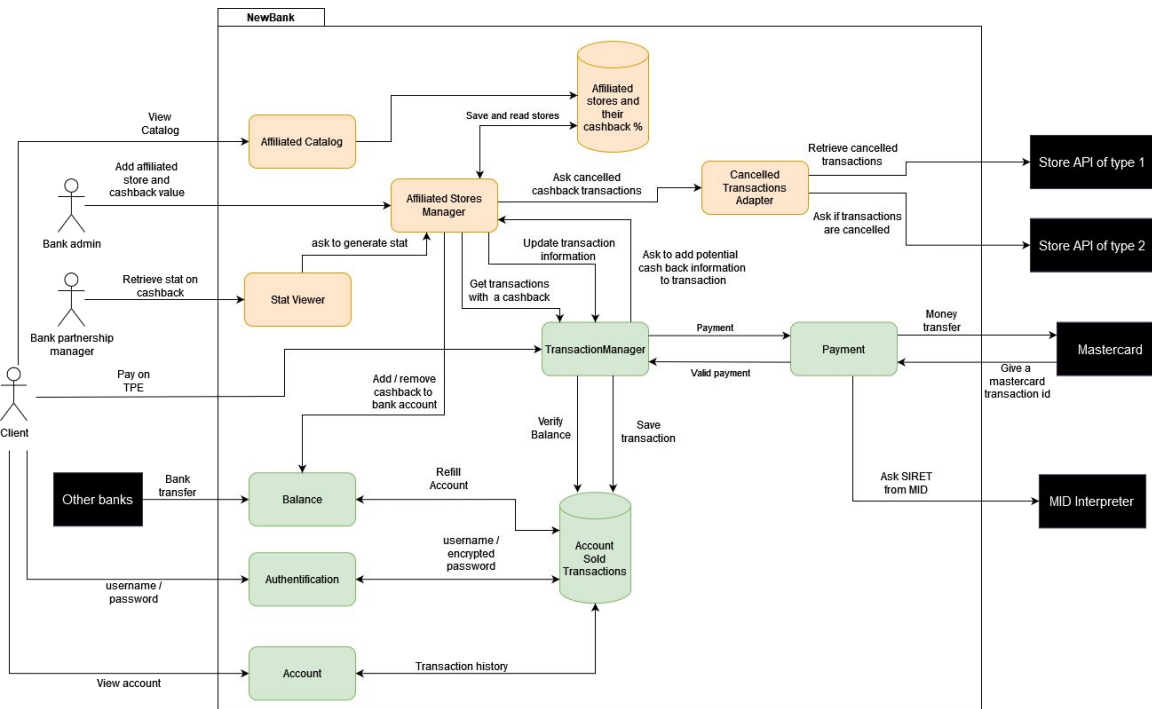 NewBank
Affiliated
stores and
their
cashback %
View
Catalog
Save and read stores
Affiliated Catalog
Retrieve cancelled
transactions
Store API of type 1
Add affiliated
store and
cashback value
Ask cancelled
cashback transactions
Cancelled
Transactions
Adapter
Affiliated Stores
Manager
Bank admin
Ask if transactions
are cancelled
Store API of type 2
ask to generate stat
Update transaction
information
Ask to add potential
cash back information
to transaction
Retrieve stat on
cashback
Stat Viewer
Get transactions
with a cashback
Bank partnership
manager
TransactionManager
Payment
Payment
Money
transfer
Mastercard
Valid payment
Give a
mastercard
transaction id
Pay on
TPE
Add / remove
cashback to
bank account
Client
Verify
Balance
Save
transaction
Other banks
Bank
transfer
Balance
Refill
Account
Ask SIRET
from MID
MID Interpreter
username /
encrypted
password
Account
Sold
Transactions
username /
password
Authentification
View account
Account
Transaction history